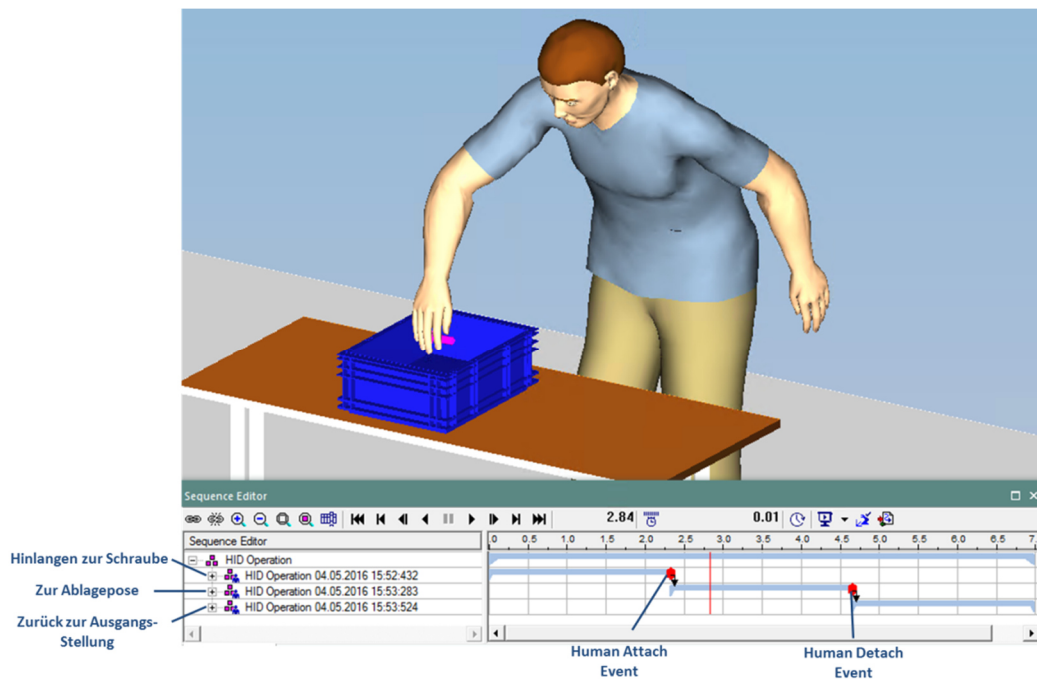 Sequence Editor
2.84
0.01
Sequence Editor
.0 0.5 1.0 1.5 2.0 2.5 3.0 3.5 4.0 4.5 5.0 5.5 6.0 6.5 7.
HID Operation
Hinlangen zur Schraube
HID Operation 04.05.2016 15:52:432
Zur Ablagepose
HID Operation 04.05.2016 15:53:283
Zurück zur Ausgangs-
Stellung
HID Operation 04.05.2016 15:53:524
Human Attach
Event
Human Detach
Event